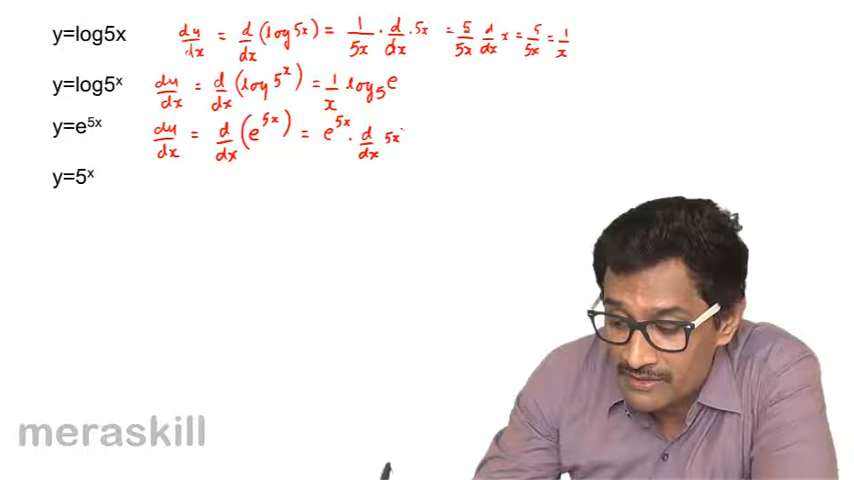 y=log5x dy/dx = d/dx (log 5x) = 1/5x · d/dx · 5x = 5/5x d/dx x = 5/5x = 1/x
y=log5ˣ dy/dx = d/dx (log 5ˣ) = 1/x log₅e
y=e⁵ˣ dy/dx = d/dx (e⁵ˣ) = e⁵ˣ · d/dx 5x
y=5ˣ
meraskill